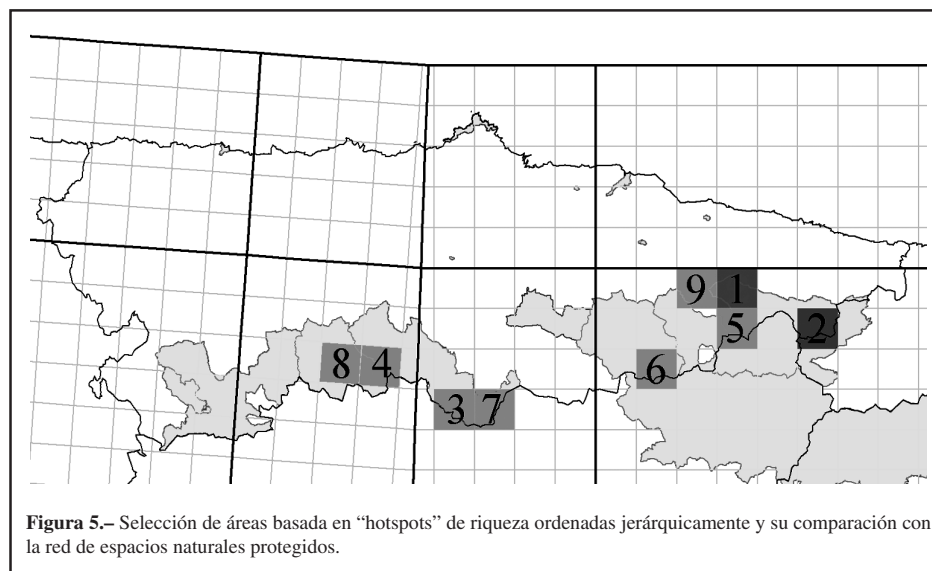 9 1
5 2
8 4 6
3 7
Figura 5.– Selección de áreas basada en “hotspots” de riqueza ordenadas jerárquicamente y su comparación con
la red de espacios naturales protegidos.